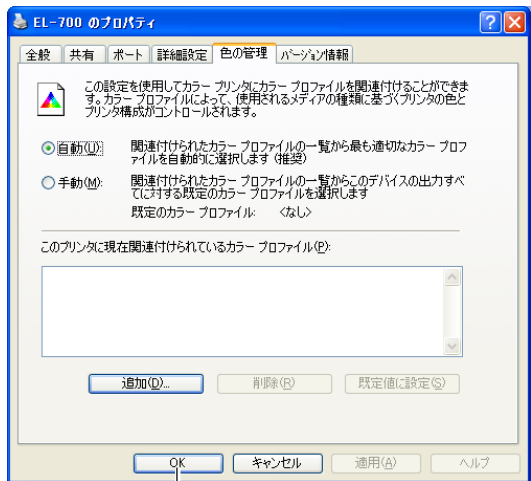 EL-700 のプロパティ
全般 共有 ポート 詳細設定 色の管理 バージョン情報
この設定を使用してカラー プリンタにカラー プロファイルを関連付けることができま
す。カラー プロファイルによって、使用されるメディアの種類に基づくプリンタの色と
プリンタ構成がコントロールされます。
自動(U): 関連付けられたカラー プロファイルの一覧から最も適切なカラー プロフ
ァイルを自動的に選択します (推奨)
手動(M): 関連付けられたカラー プロファイルの一覧からこのデバイスの出力すべ
てに対する既定のカラー プロファイルを選択します
既定のカラー プロファイル: <なし>
このプリンタに現在関連付けられているカラー プロファイル(P):
追加(D)... 削除(R) 既定値に設定(S)
OK キャンセル 適用(A) ヘルプ